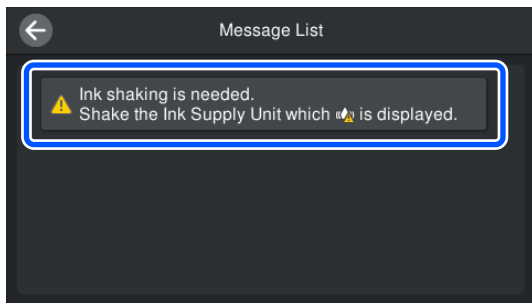 Message List
Ink shaking is needed.
Shake the Ink Supply Unit which is displayed.